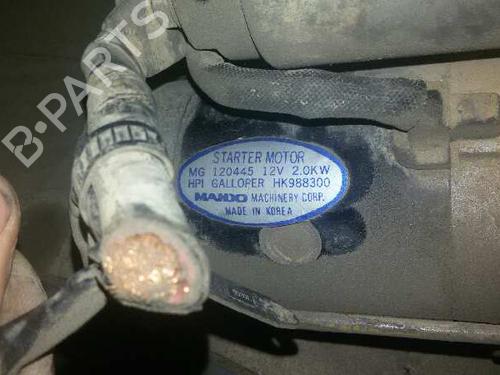 B-PARTS
STARTER MOTOR
MG 120445 12V 2.0KW
HPI GALLOPER HK988300
MANDO MACHINERY CORP.
MADE IN KOREA